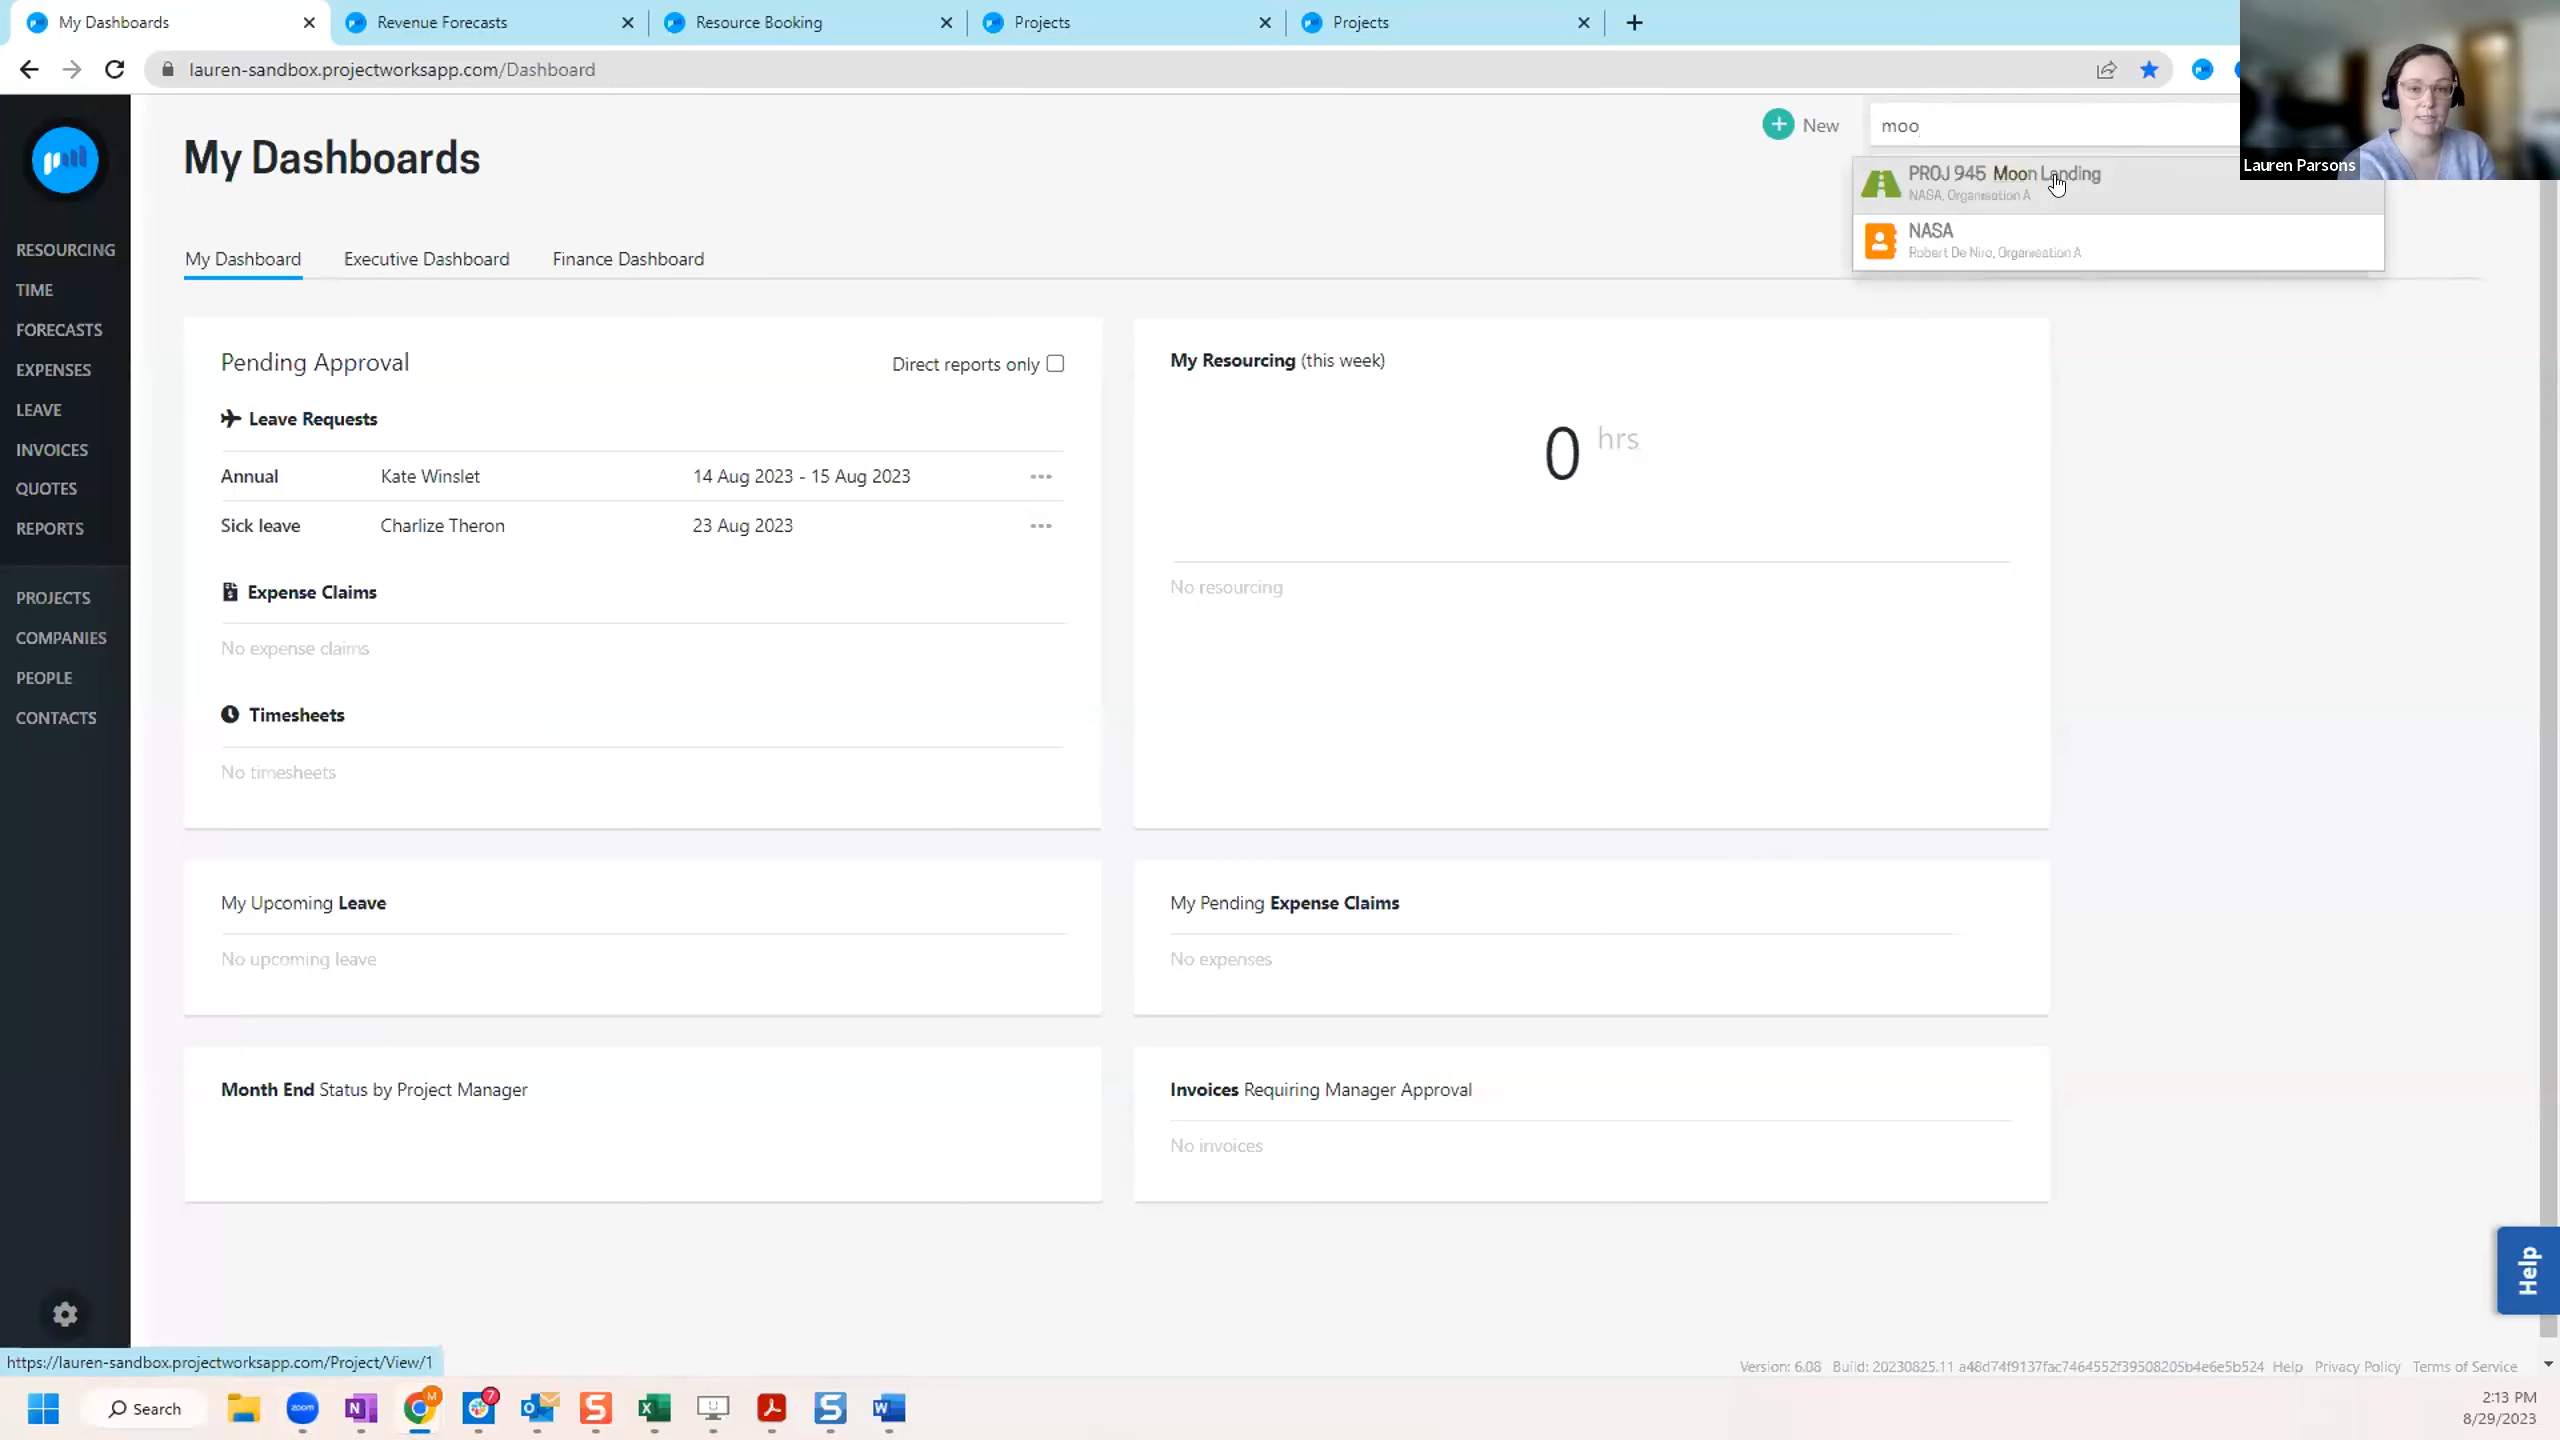 My Dashboards
Revenue Forecasts
Resource Booking
Projects
Projects
lauren-sandbox.projectworksapp.com/Dashboard
Lauren Parsons
New
moo
PROJ 945 Moon Landing
NASA, Organisation A
NASA
Robert De Niro, Organisation A
My Dashboards
My Dashboard
Executive Dashboard
Finance Dashboard
RESOURCING
TIME
FORECASTS
EXPENSES
LEAVE
INVOICES
QUOTES
REPORTS
PROJECTS
COMPANIES
PEOPLE
CONTACTS
Pending Approval
Direct reports only
Leave Requests
Annual Kate Winslet 14 Aug 2023 - 15 Aug 2023
Sick leave Charlize Theron 23 Aug 2023
Expense Claims
No expense claims
Timesheets
No timesheets
My Resourcing (this week)
0 hrs
No resourcing
My Upcoming Leave
No upcoming leave
My Pending Expense Claims
No expenses
Month End Status by Project Manager
Invoices Requiring Manager Approval
No invoices
Help
https://lauren-sandbox.projectworksapp.com/Project/View/1
Version: 6.08 Build: 20230825.11 a48d74f9137fac7464552f39508205b4e6e5b524 Help Privacy Policy Terms of Service
Search
zoom
N
M
7
O
S
X
S
W
2:13 PM
8/29/2023